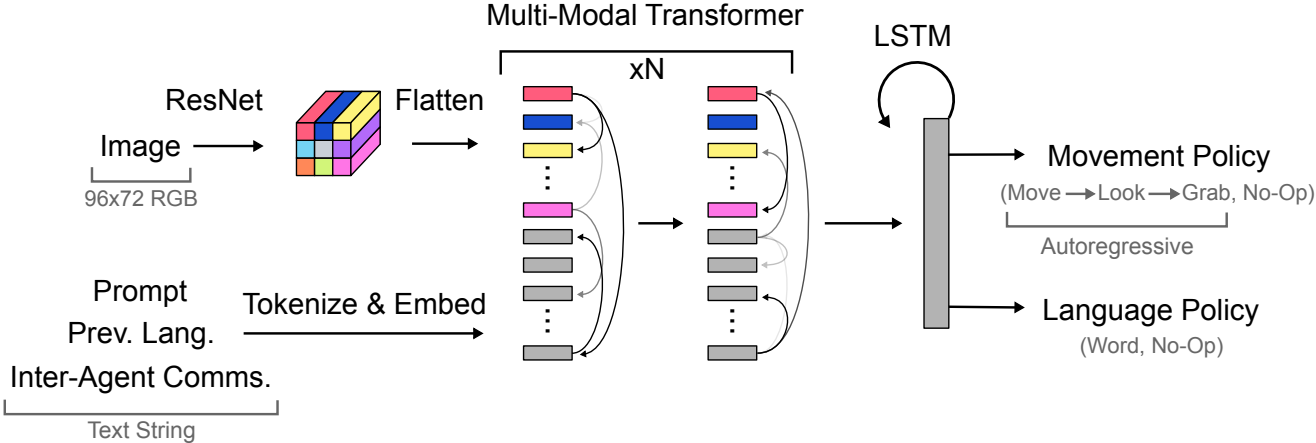 Multi-Modal Transformer
xN
LSTM
ResNet
Flatten
Image
96x72 RGB
Prompt
Prev. Lang.
Inter-Agent Comms.
Text String
Tokenize & Embed
Movement Policy
(Move Look Grab, No-Op)
Autoregressive
Language Policy
(Word, No-Op)